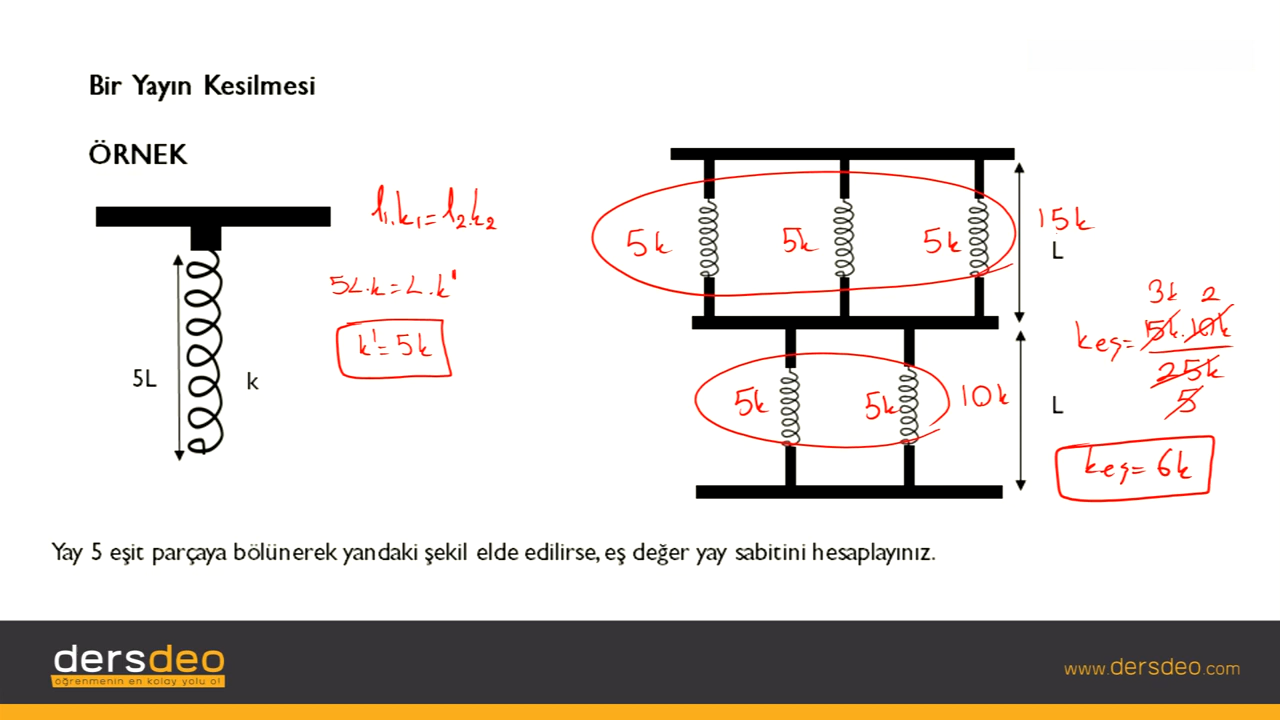 Bir Yayın Kesilmesi
ÖRNEK
l₁.k₁=l₂.k₂
5L.k=L.k'
k'=5k
5L
k
5k
5k
5k
15k
L
5k
5k
10k
L
3k 2
keş=15k.10k
25k
5
keş=6k
Yay 5 eşit parçaya bölünerek yandaki şekil elde edilirse, eş değer yay sabitini hesaplayınız.
dersdeo
öğrenmenin en kolay yolu o!
www.dersdeo.com